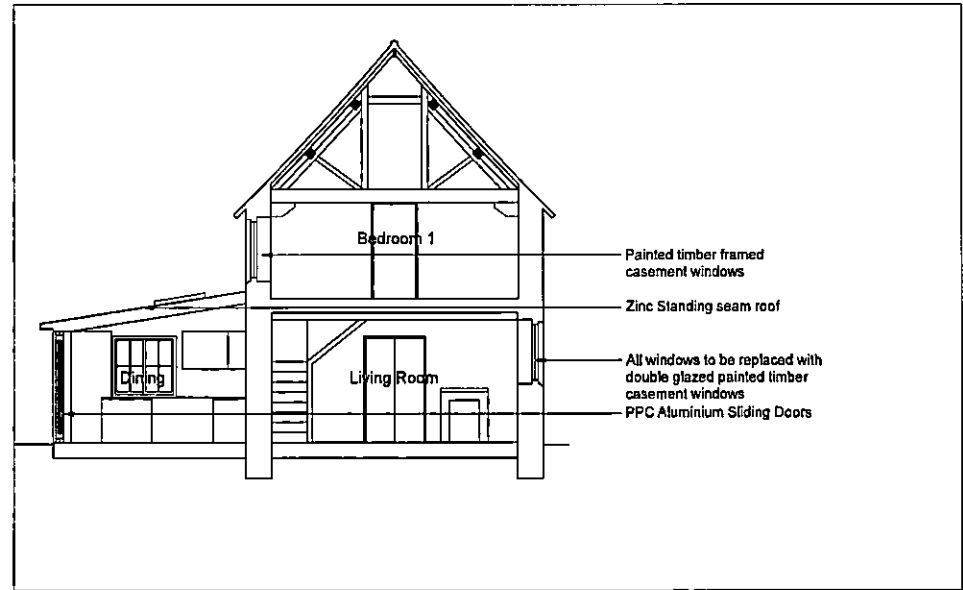 Bedroom 1
Painted timber framed
casement windows
Zinc Standing seam roof
Dining
Living Room
All windows to be replaced with
double glazed painted timber
casement windows
PPC Aluminium Sliding Doors